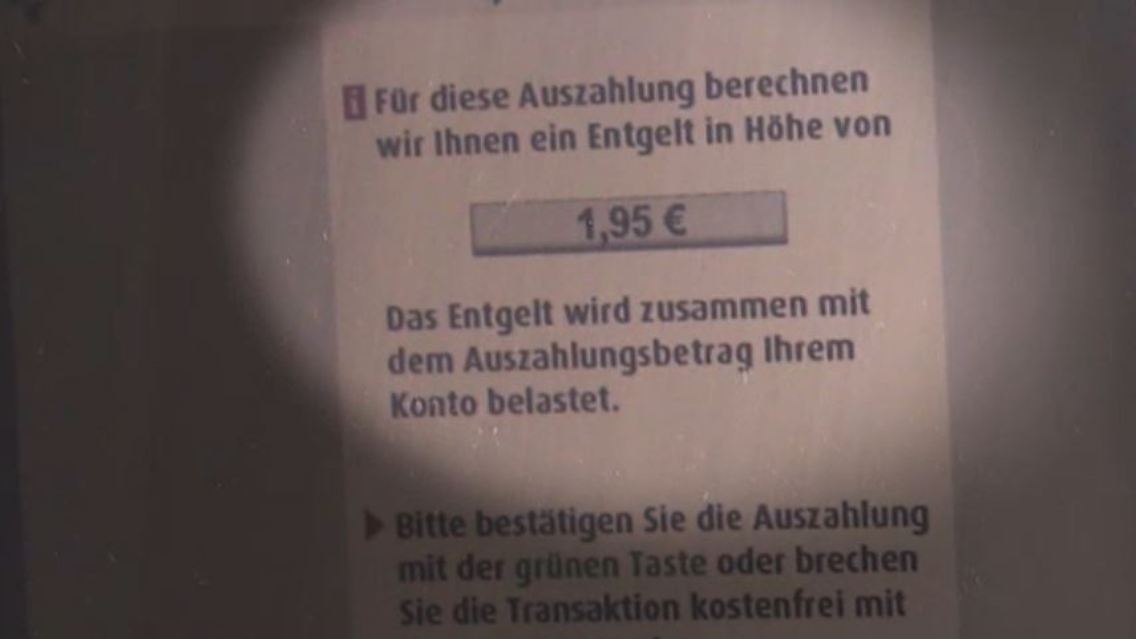 i Für diese Auszahlung berechnen
wir Ihnen ein Entgelt in Höhe von
1,95 €
Das Entgelt wird zusammen mit
dem Auszahlungsbetrag Ihrem
Konto belastet.
Bitte bestätigen Sie die Auszahlung
mit der grünen Taste oder brechen
Sie die Transaktion kostenfrei mit